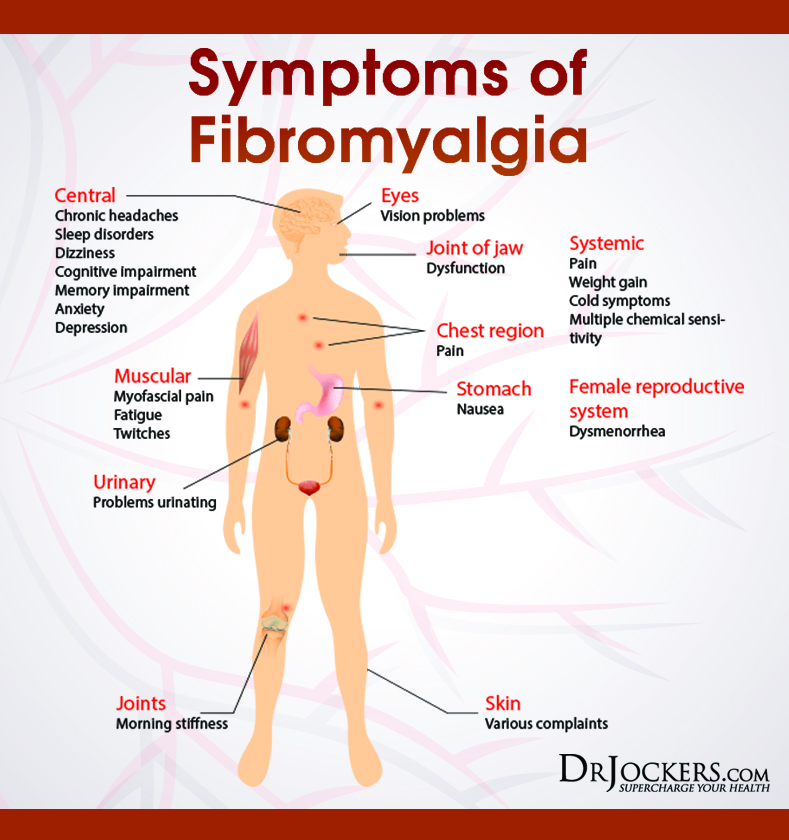 Symptoms of
Fibromyalgia
Central
Chronic headaches
Sleep disorders
Dizziness
Cognitive impairment
Memory impairment
Anxiety
Depression
Eyes
Vision problems
Joint of jaw
Dysfunction
Systemic
Pain
Weight gain
Cold symptoms
Multiple chemical sensi-
tivity
Chest region
Pain
Muscular
Myofascial pain
Fatigue
Twitches
Stomach
Nausea
Female reproductive
system
Dysmenorrhea
Urinary
Problems urinating
Joints
Morning stiffness
Skin
Various complaints
DRJOCKERS.COM
SUPERCHARGE YOUR HEALTH